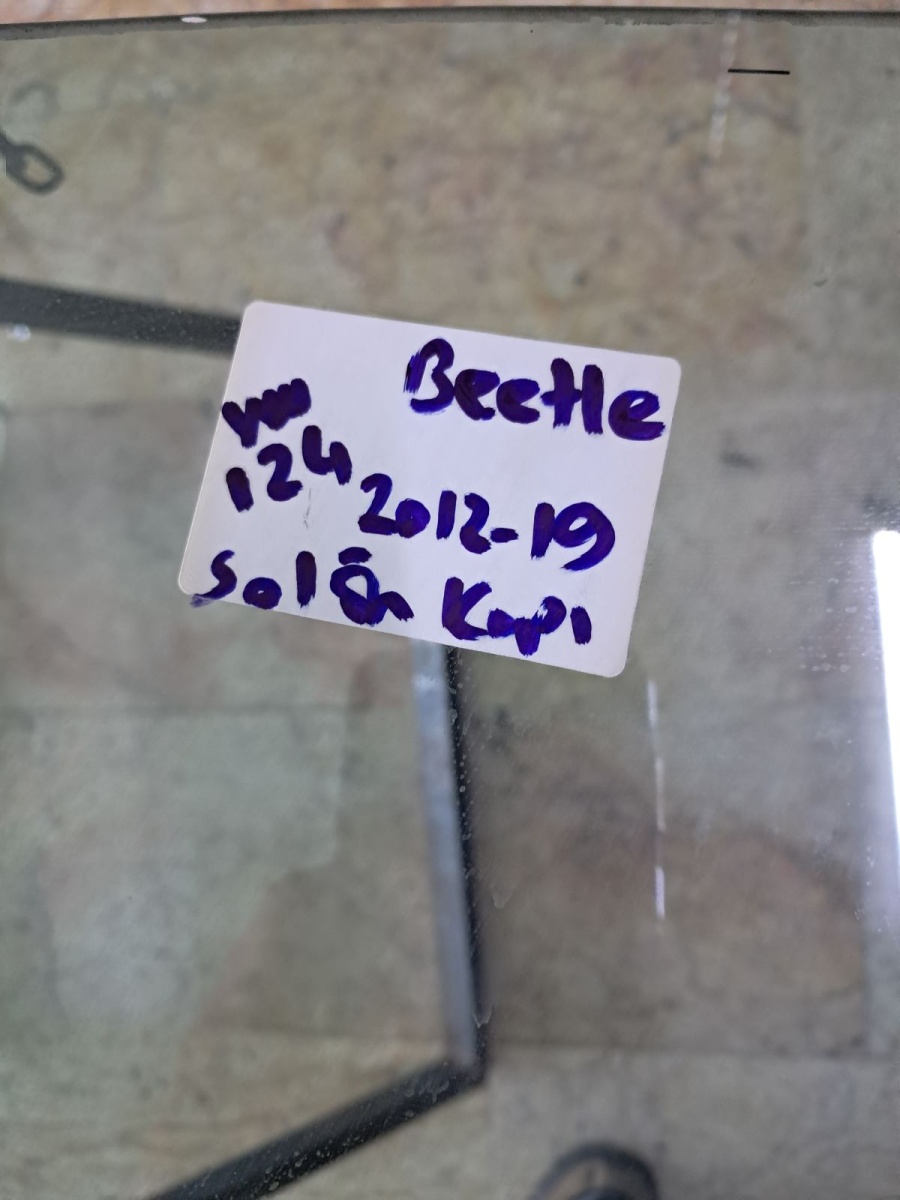 Beetle
vw
124
2012-19
Sol Ön Kapı